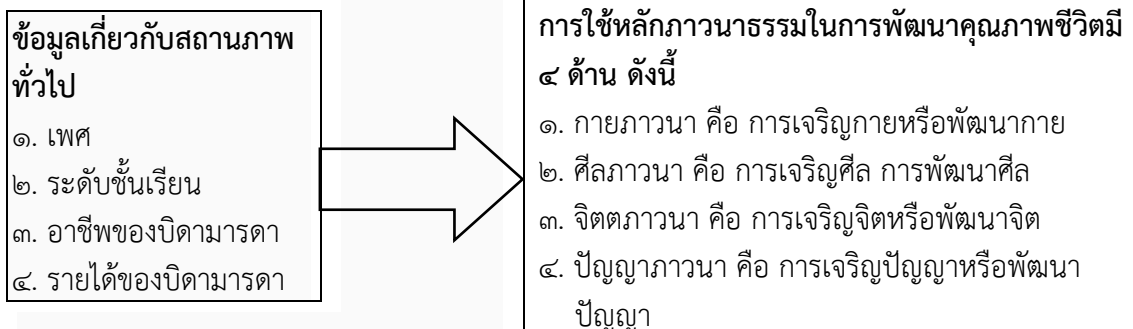 ข้อมูลเกี่ยวกับสถานภาพ
ทั่วไป
๑. เพศ
๒. ระดับชั้นเรียน
๓. อาชีพของบิดามารดา
๔. รายได้ของบิดามารดา
การใช้หลักภาวนาธรรมในการพัฒนาคุณภาพชีวิตมี
๔ ด้าน ดังนี้
๑. กายภาวนา คือ การเจริญกายหรือพัฒนากาย
๒. ศีลภาวนา คือ การเจริญศีล การพัฒนาศีล
๓. จิตตภาวนา คือ การเจริญจิตหรือพัฒนาจิต
๔. ปัญญาภาวนา คือ การเจริญปัญญาหรือพัฒนา
ปัญญา